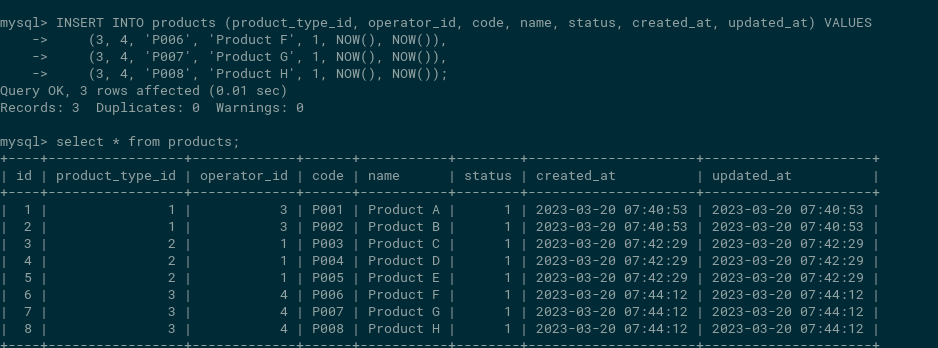 mysql> INSERT INTO products (product_type_id, operator_id, code, name, status, created_at, updated_at) VALUES
    ->     (3, 4, 'P006', 'Product F', 1, NOW(), NOW()),
    ->     (3, 4, 'P007', 'Product G', 1, NOW(), NOW()),
    ->     (3, 4, 'P008', 'Product H', 1, NOW(), NOW());
Query OK, 3 rows affected (0.01 sec)
Records: 3  Duplicates: 0  Warnings: 0

mysql> select * from products;
+----+-----------------+-------------+------+-----------+--------+---------------------+---------------------+
| id | product_type_id | operator_id | code | name      | status | created_at          | updated_at          |
+----+-----------------+-------------+------+-----------+--------+---------------------+---------------------+
|  1 |               1 |           3 | P001 | Product A |      1 | 2023-03-20 07:40:53 | 2023-03-20 07:40:53 |
|  2 |               1 |           3 | P002 | Product B |      1 | 2023-03-20 07:40:53 | 2023-03-20 07:40:53 |
|  3 |               2 |           1 | P003 | Product C |      1 | 2023-03-20 07:42:29 | 2023-03-20 07:42:29 |
|  4 |               2 |           1 | P004 | Product D |      1 | 2023-03-20 07:42:29 | 2023-03-20 07:42:29 |
|  5 |               2 |           1 | P005 | Product E |      1 | 2023-03-20 07:42:29 | 2023-03-20 07:42:29 |
|  6 |               3 |           4 | P006 | Product F |      1 | 2023-03-20 07:44:12 | 2023-03-20 07:44:12 |
|  7 |               3 |           4 | P007 | Product G |      1 | 2023-03-20 07:44:12 | 2023-03-20 07:44:12 |
|  8 |               3 |           4 | P008 | Product H |      1 | 2023-03-20 07:44:12 | 2023-03-20 07:44:12 |
+----+-----------------+-------------+------+-----------+--------+---------------------+---------------------+